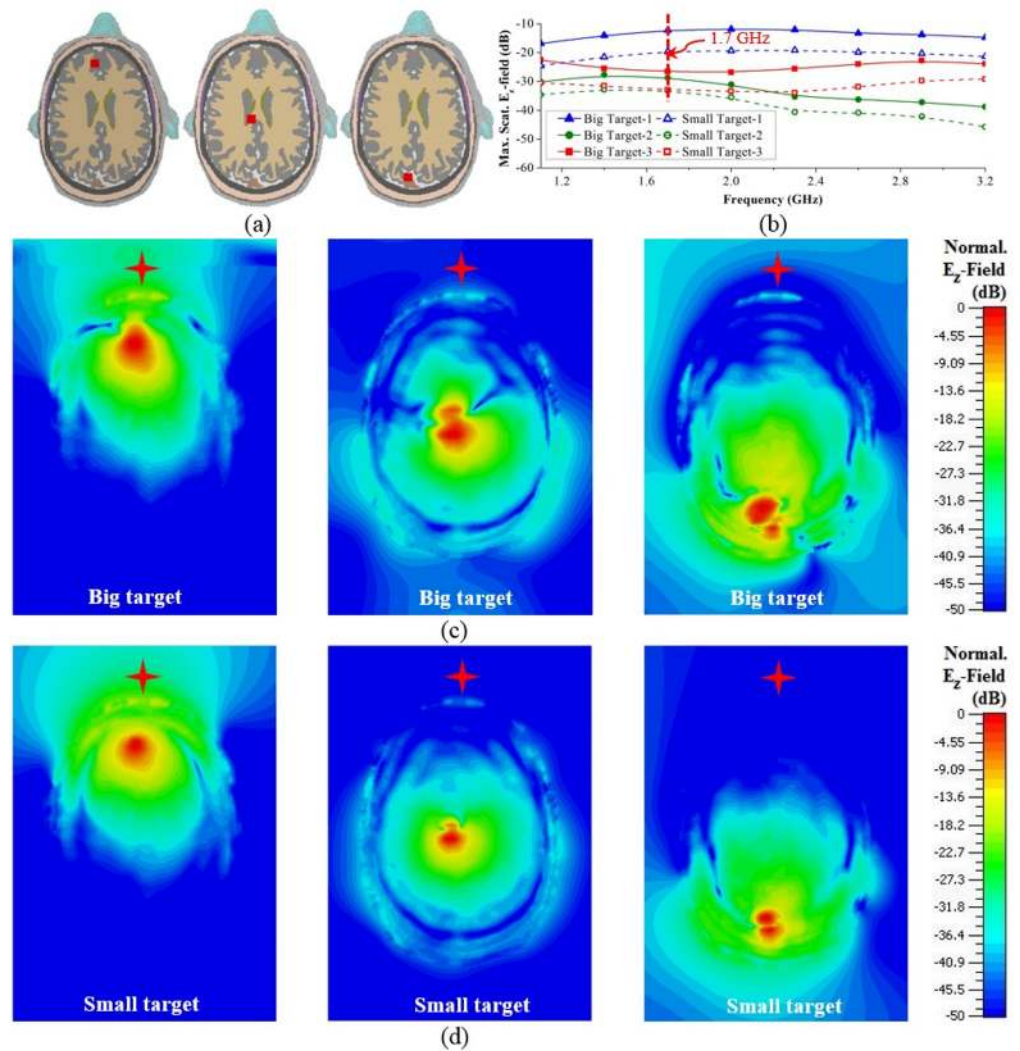 (a)
Max. Scat. Ez-field (dB)
-10
-20
-30
-40
-50
-60
1.7 GHz
Big Target-1 Small Target-1
Big Target-2 Small Target-2
Big Target-3 Small Target-3
1.2 1.6 2.0 2.4 2.8 3.2
Frequency (GHz)
(b)
Big target
Big target
Big target
Normal.
Ez-Field
(dB)
0
-4.55
-9.09
-13.6
-18.2
-22.7
-27.3
-31.8
-36.4
-40.9
-45.5
-50
(c)
Small target
Small target
Small target
Normal.
Ez-Field
(dB)
0
-4.55
-9.09
-13.6
-18.2
-22.7
-27.3
-31.8
-36.4
-40.9
-45.5
-50
(d)